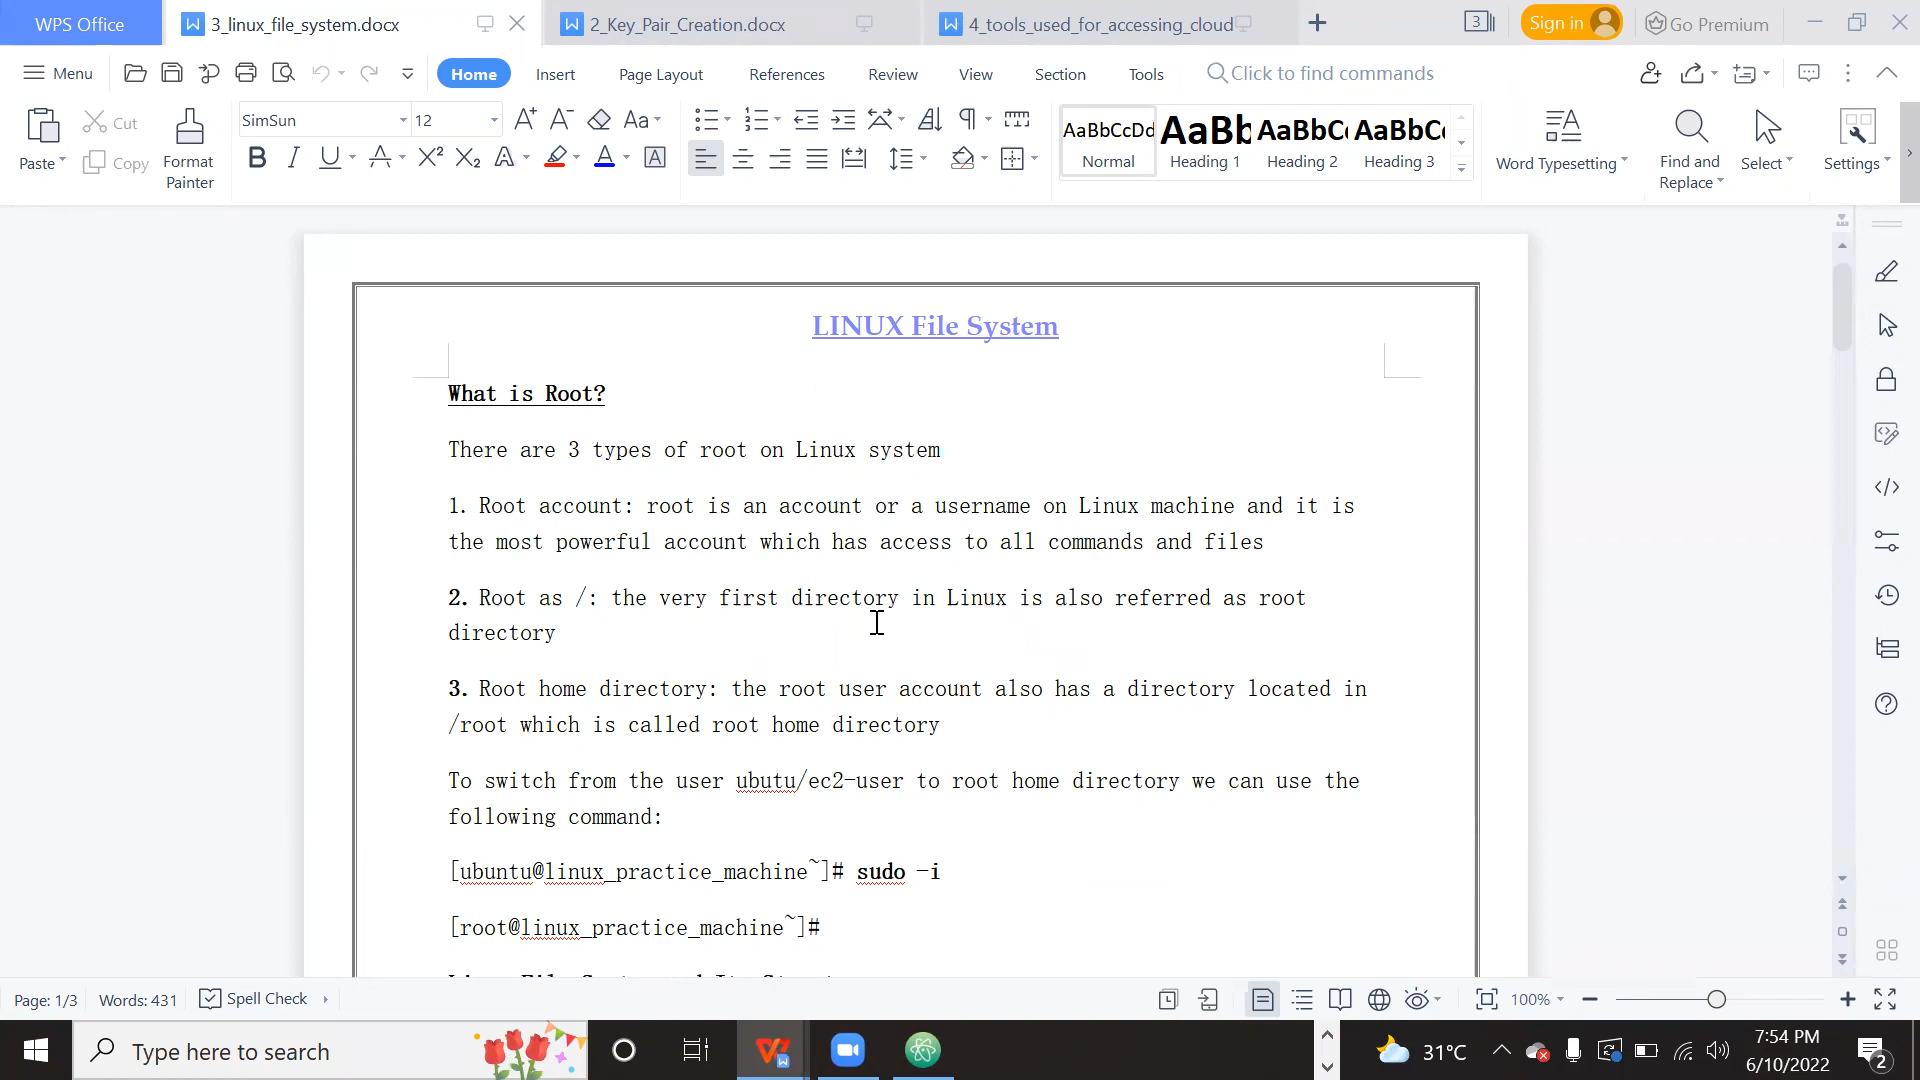 WPS Office
3_linux_file_system.docx
2_Key_Pair_Creation.docx
4_tools_used_for_accessing_cloud
3
Sign in
Go Premium
Menu
Home
Insert
Page Layout
References
Review
View
Section
Tools
Click to find commands
Paste
Cut
Copy
Format
Painter
SimSun
12
AaBbCcDd
Normal
AaBb
Heading 1
AaBbC
Heading 2
AaBbC
Heading 3
Word Typesetting
Find and
Replace
Select
Settings
LINUX File System
What is Root?
There are 3 types of root on Linux system
1. Root account: root is an account or a username on Linux machine and it is
the most powerful account which has access to all commands and files
2. Root as /: the very first directory in Linux is also referred as root
directory
3. Root home directory: the root user account also has a directory located in
/root which is called root home directory
To switch from the user ubutu/ec2-user to root home directory we can use the
following command:
[ubuntu@linux_practice_machine~]# sudo -i
[root@linux_practice_machine~]#
Page: 1/3
Words: 431
Spell Check
100%
Type here to search
31°C
7:54 PM
6/10/2022
2